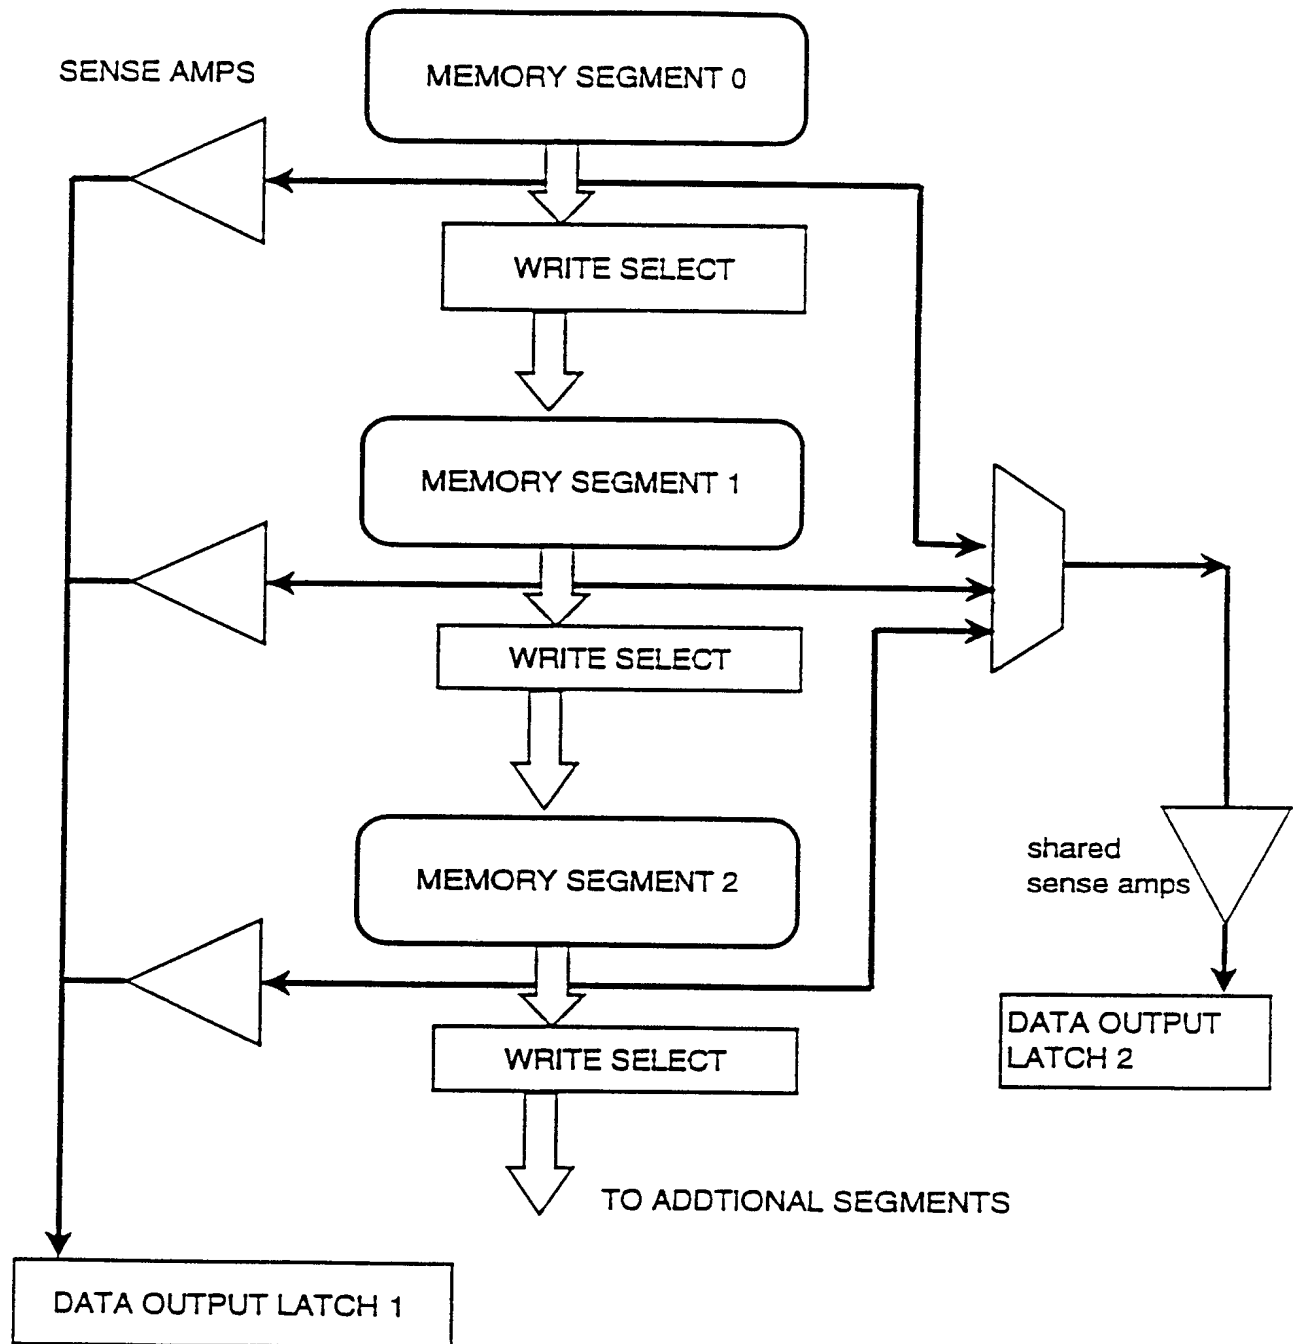 SENSE AMPS
MEMORY SEGMENT 0
WRITE SELECT
MEMORY SEGMENT 1
WRITE SELECT
MEMORY SEGMENT 2
shared
sense amps
WRITE SELECT
DATA OUTPUT
LATCH 2
TO ADDTIONAL SEGMENTS
DATA OUTPUT LATCH 1